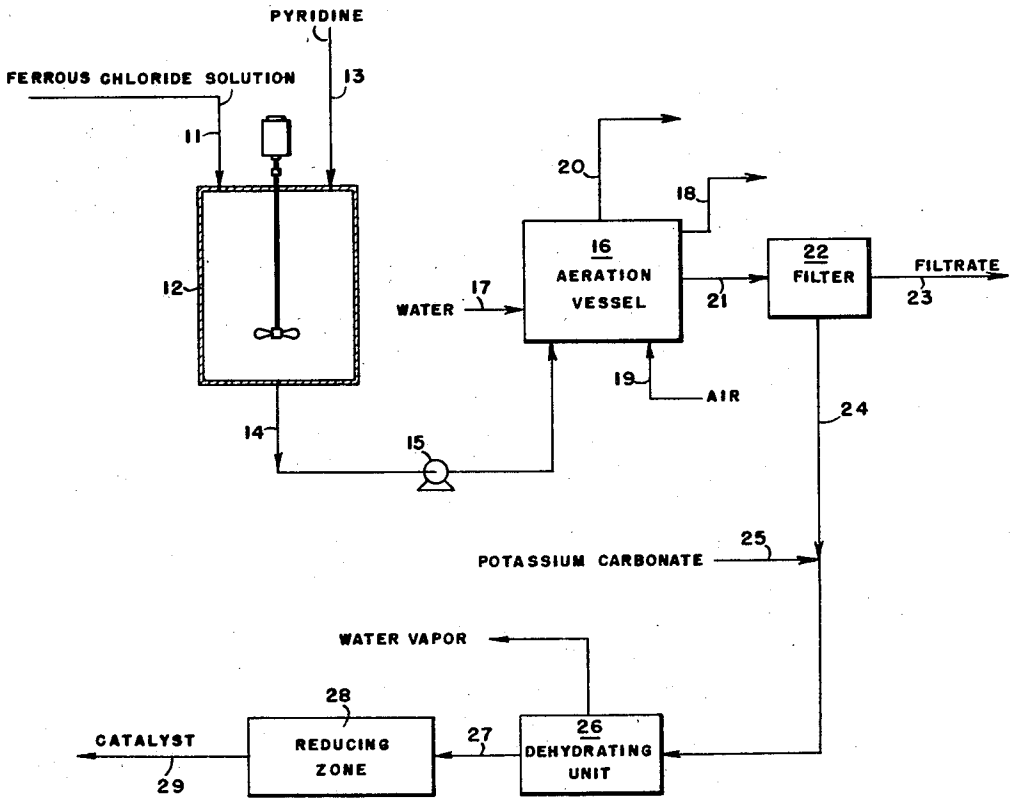 PYRIDINE
FERROUS CHLORIDE SOLUTION
13
11
12
14
15
20
18
16
AERATION
VESSEL
WATER
17
19
AIR
21
22
FILTER
FILTRATE
23
24
25
POTASSIUM CARBONATE
WATER VAPOR
26
DEHYDRATING
UNIT
27
28
REDUCING
ZONE
CATALYST
29